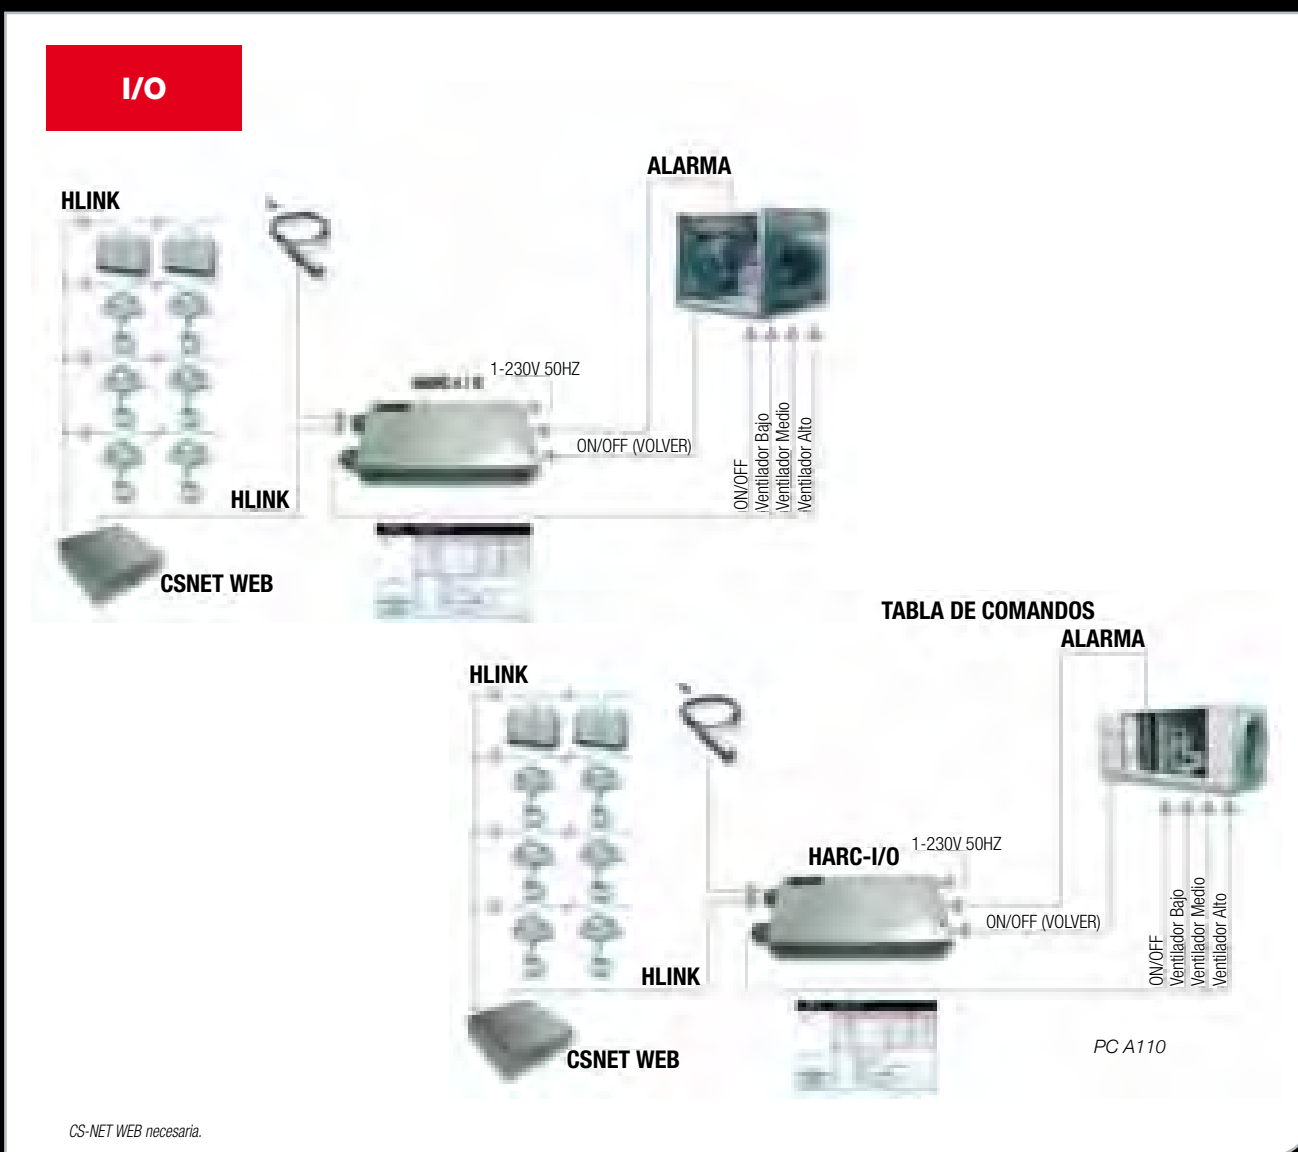 I/O
ALARMA
HLINK
1-230V 50HZ
HARC-I/O
ON/OFF (VOLVER)
ON/OFF
Ventilador Bajo
Ventilador Medio
Ventilador Alto
HLINK
CSNET WEB
TABLA DE COMANDOS
ALARMA
HLINK
1-230V 50HZ
HARC-I/O
ON/OFF (VOLVER)
ON/OFF
Ventilador Bajo
Ventilador Medio
Ventilador Alto
HLINK
CSNET WEB
PC A110
CS-NET WEB necesaria.